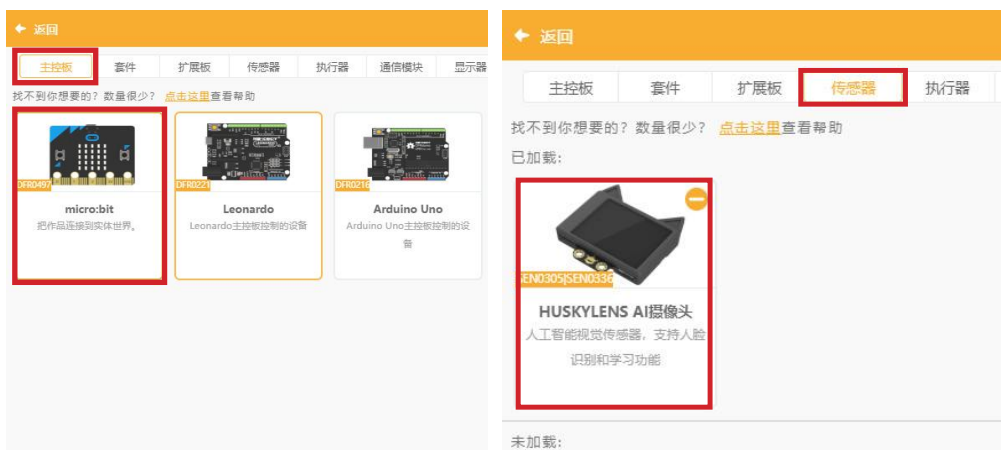 返回
主控板 套件 扩展板 传感器 执行器 通信模块 显示器
找不到你想要的？数量很少？ 点击这里查看帮助
DFR0497
micro:bit
把作品连接到实体世界。
DFR0221
Leonardo
Leonardo主控板控制的设备
DFR0216
Arduino Uno
Arduino Uno主控板控制的设
备
返回
主控板 套件 扩展板 传感器 执行器
找不到你想要的？数量很少？ 点击这里查看帮助
已加载:
SEN0305|SEN0336
HUSKYLENS AI摄像头
人工智能视觉传感器，支持人脸
识别和学习功能
未加载: